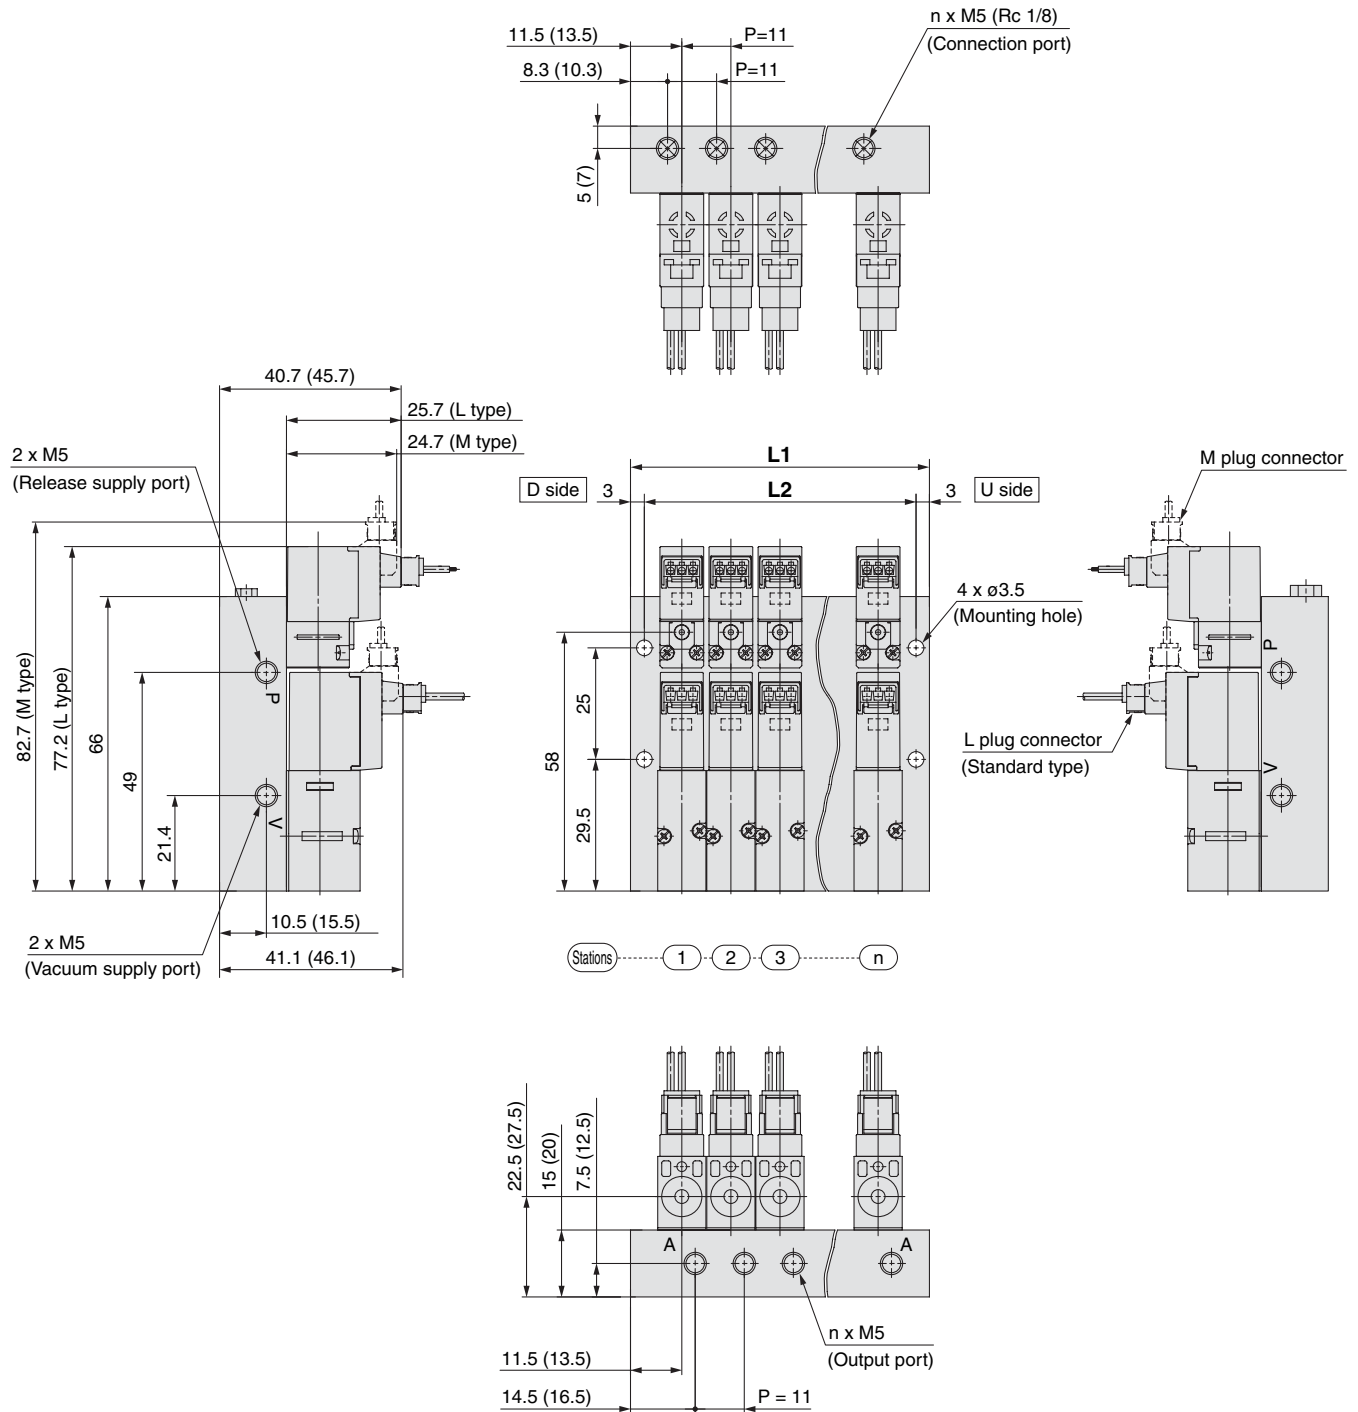 11.5 (13.5)
P=11
n x M5 (Rc 1/8)
(Connection port)
8.3 (10.3)
P=11
5 (7)
40.7 (45.7)
25.7 (L type)
24.7 (M type)
2 x M5
(Release supply port)
82.7 (M type)
77.2 (L type)
66
49
21.4
P
V
10.5 (15.5)
41.1 (46.1)
2 x M5
(Vacuum supply port)
L1
D side
3
L2
3
U side
4 x ø3.5
(Mounting hole)
58
25
29.5
Stations
1
2
3
n
M plug connector
P
V
L plug connector
(Standard type)
22.5 (27.5)
15 (20)
7.5 (12.5)
A
A
n x M5
(Output port)
11.5 (13.5)
14.5 (16.5)
P = 11